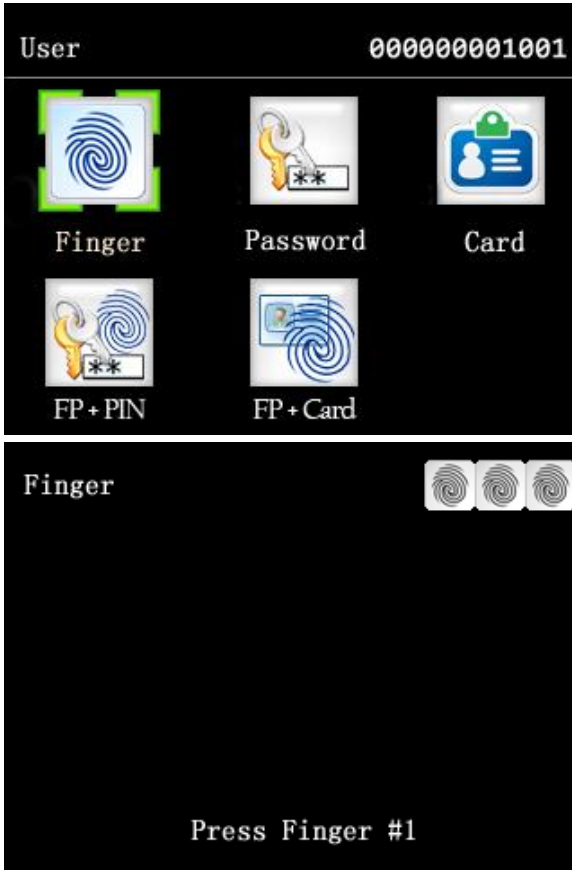 User 000000001001
**
Finger Password Card
**
FP+PIN FP+Card
Finger
Press Finger #1